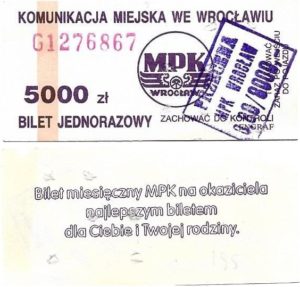 KOMUNIKACJA MIEJSKA WE WROCŁAWIU
G1276867
MPK
WROCŁAW
5000 zł
BILET JEDNORAZOWY
ZACHOWAĆ DO KONTROLI
MPK WROCŁAW
Bilet miesięczny MPK na okaziciela
najlepszym biletem
dla Ciebie i Twojej rodziny.